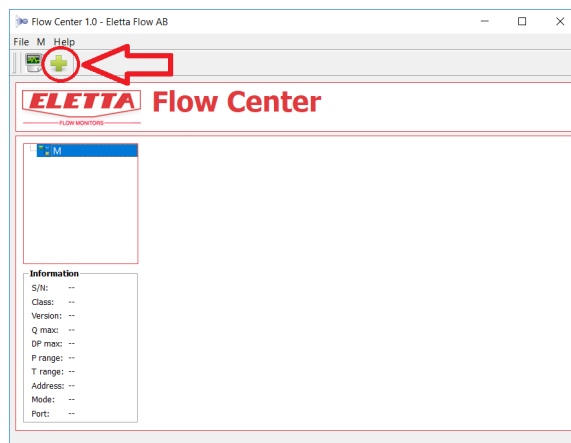 Flow Center 1.0 - Eletta Flow AB
File M Help
ELETTA Flow Center
FLOW MONITORS
M
Information
S/N: --
Class: --
Version: --
Q max: --
DP max: --
P range: --
T range: --
Address: --
Mode: --
Port: --